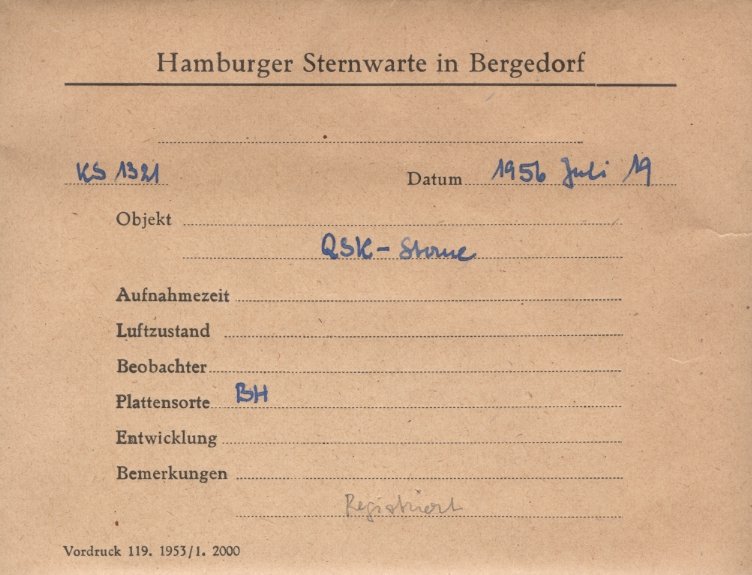 Hamburger Sternwarte in Bergedorf
KS 1321 Datum 1956 Juli 19
Objekt
QSK-Sterne
Aufnahmezeit
Luftzustand
Beobachter
Plattensorte BH
Entwicklung
Bemerkungen
Registriert
Vordruck 119. 1953/1. 2000